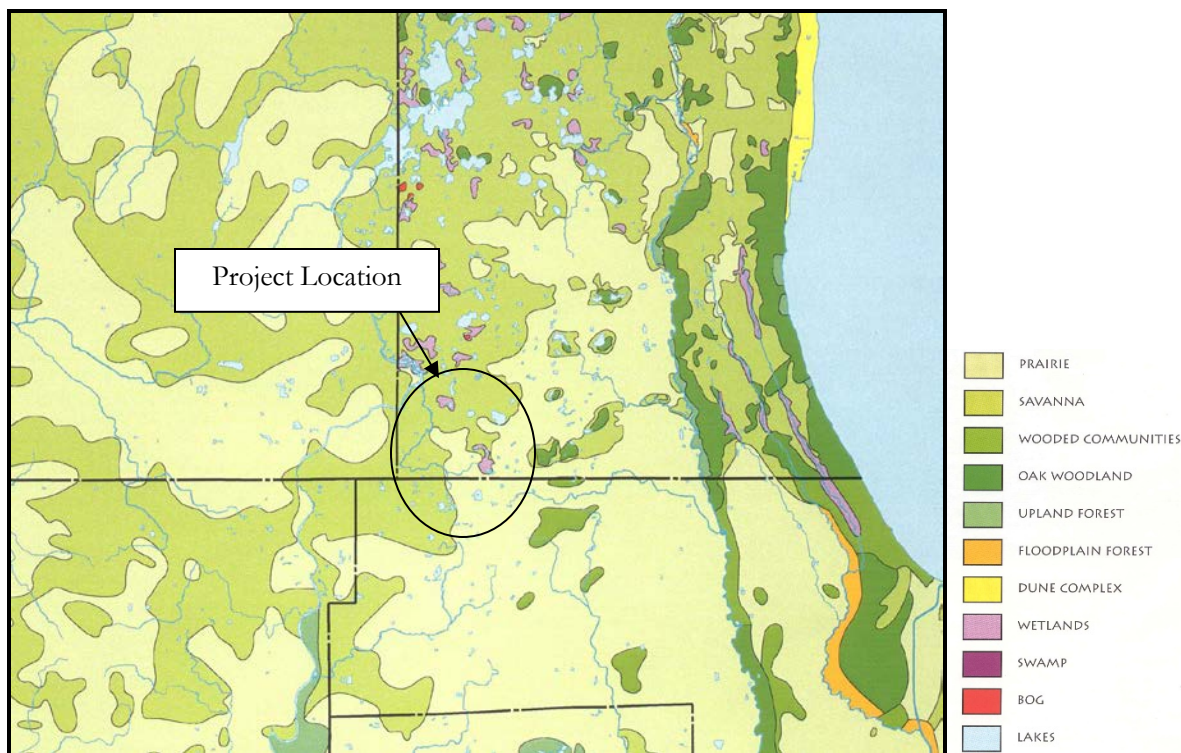 Project Location
PRAIRIE
SAVANNA
WOODED COMMUNITIES
OAK WOODLAND
UPLAND FOREST
FLOODPLAIN FOREST
DUNE COMPLEX
WETLANDS
SWAMP
BOG
LAKES